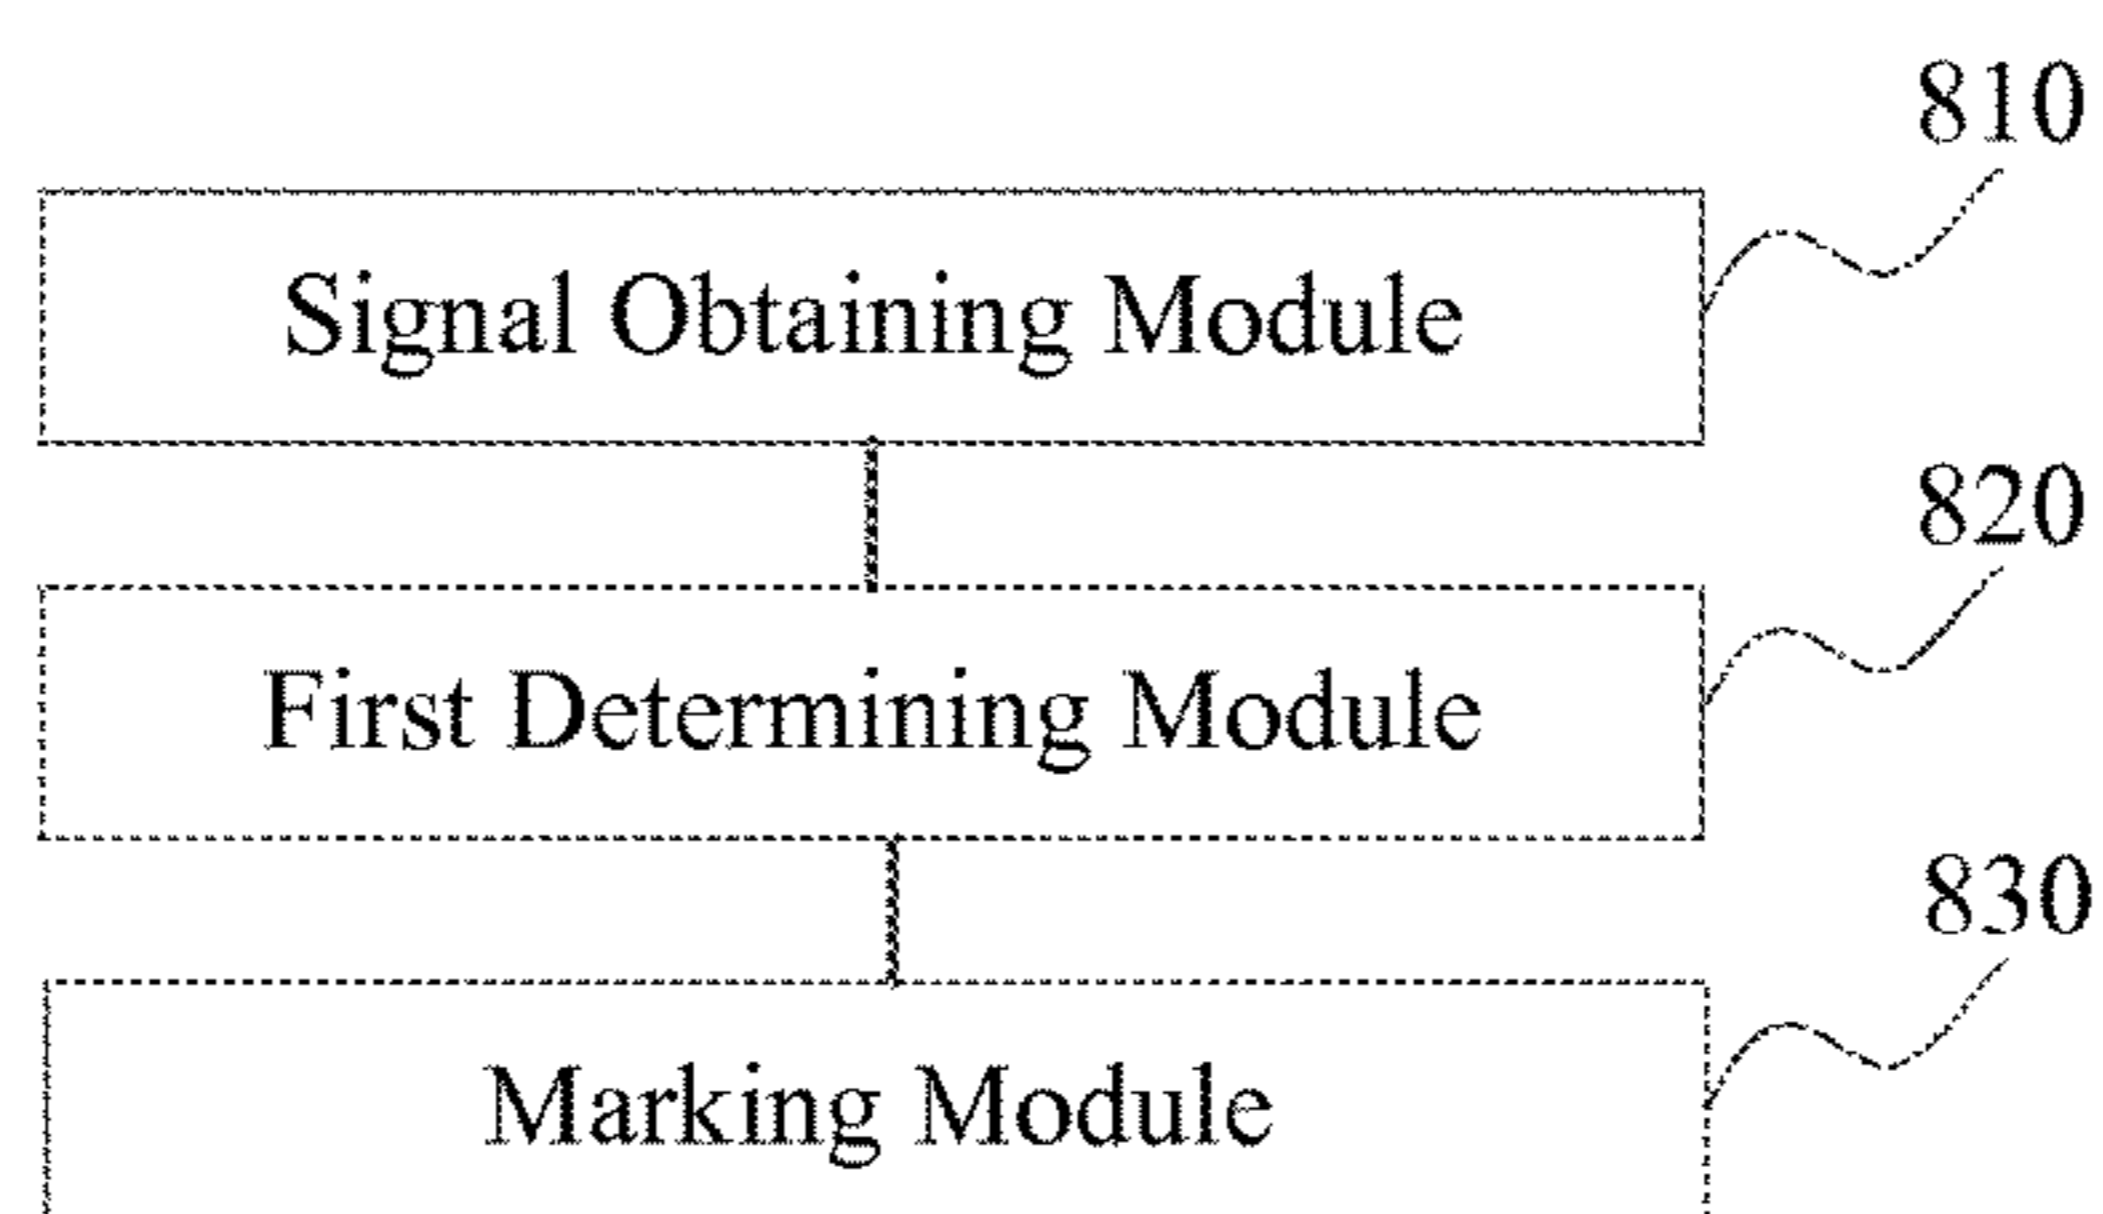 810
Signal Obtaining Module
820
First Determining Module
830
Marking Module